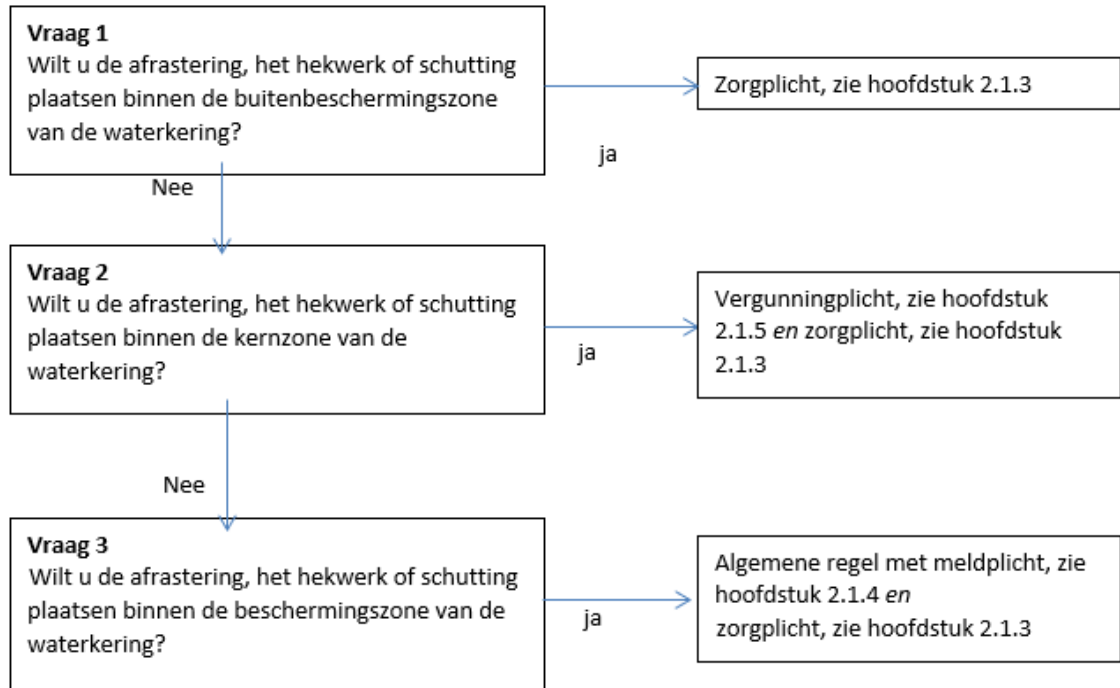 Vraag 1
Wilt u de afrastering, het hekwerk of schutting
plaatsen binnen de buitenbeschermingszone
van de waterkering?
Zorgplicht, zie hoofdstuk 2.1.3
ja
Nee
Vraag 2
Wilt u de afrastering, het hekwerk of schutting
plaatsen binnen de kernzone van de
waterkering?
Vergunningplicht, zie hoofdstuk
2.1.5 en zorgplicht, zie hoofdstuk
2.1.3
ja
Nee
Vraag 3
Wilt u de afrastering, het hekwerk of schutting
plaatsen binnen de beschermingszone van de
waterkering?
Algemene regel met meldplicht, zie
hoofdstuk 2.1.4 en
zorgplicht, zie hoofdstuk 2.1.3
ja